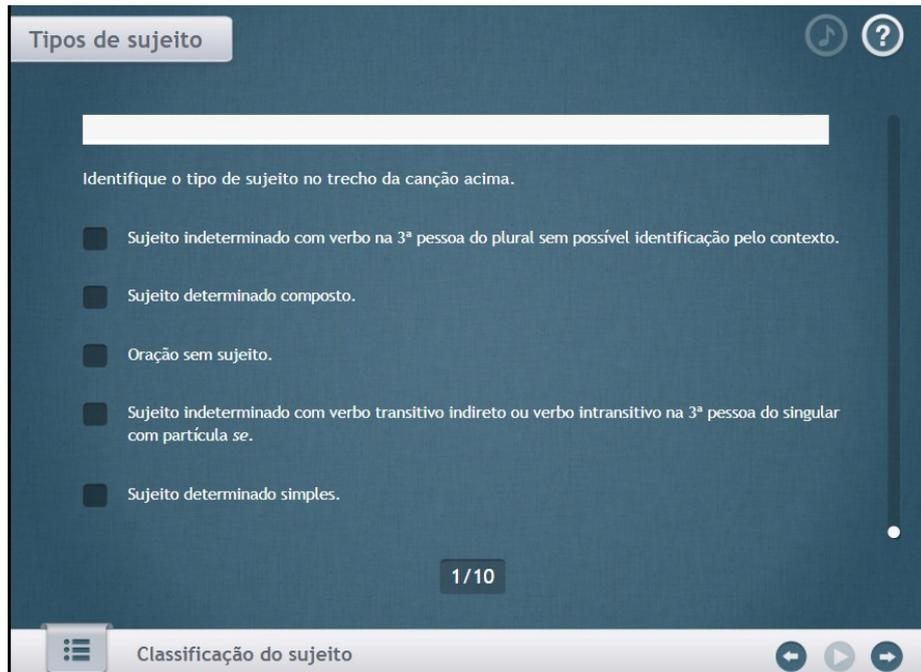 Tipos de sujeito
?
Identifique o tipo de sujeito no trecho da canção acima.
Sujeito indeterminado com verbo na 3ª pessoa do plural sem possível identificação pelo contexto.
Sujeito determinado composto.
Oração sem sujeito.
Sujeito indeterminado com verbo transitivo indireto ou verbo intransitivo na 3ª pessoa do singular
com partícula se.
Sujeito determinado simples.
1/10
Classificação do sujeito